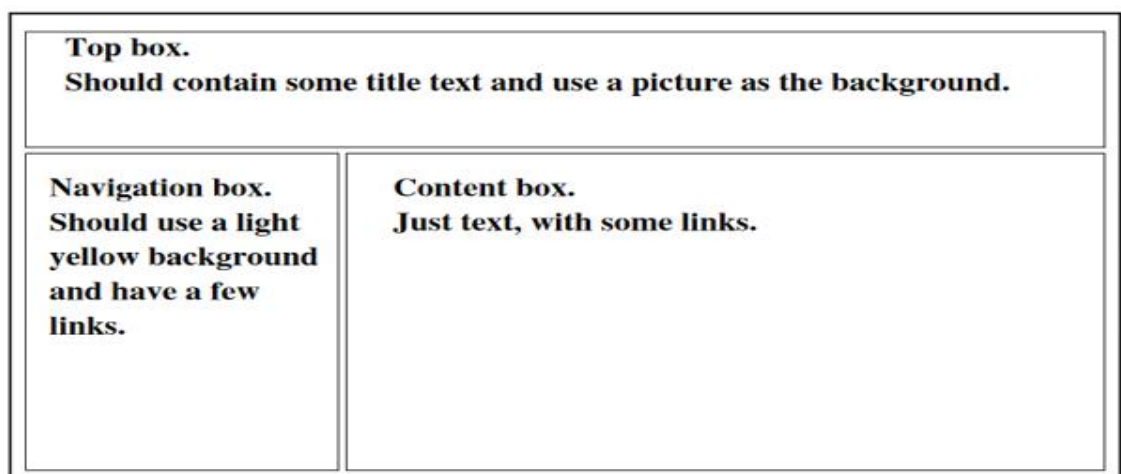 Top box.
Should contain some title text and use a picture as the background.
Navigation box.
Should use a light
yellow background
and have a few
links.
Content box.
Just text, with some links.